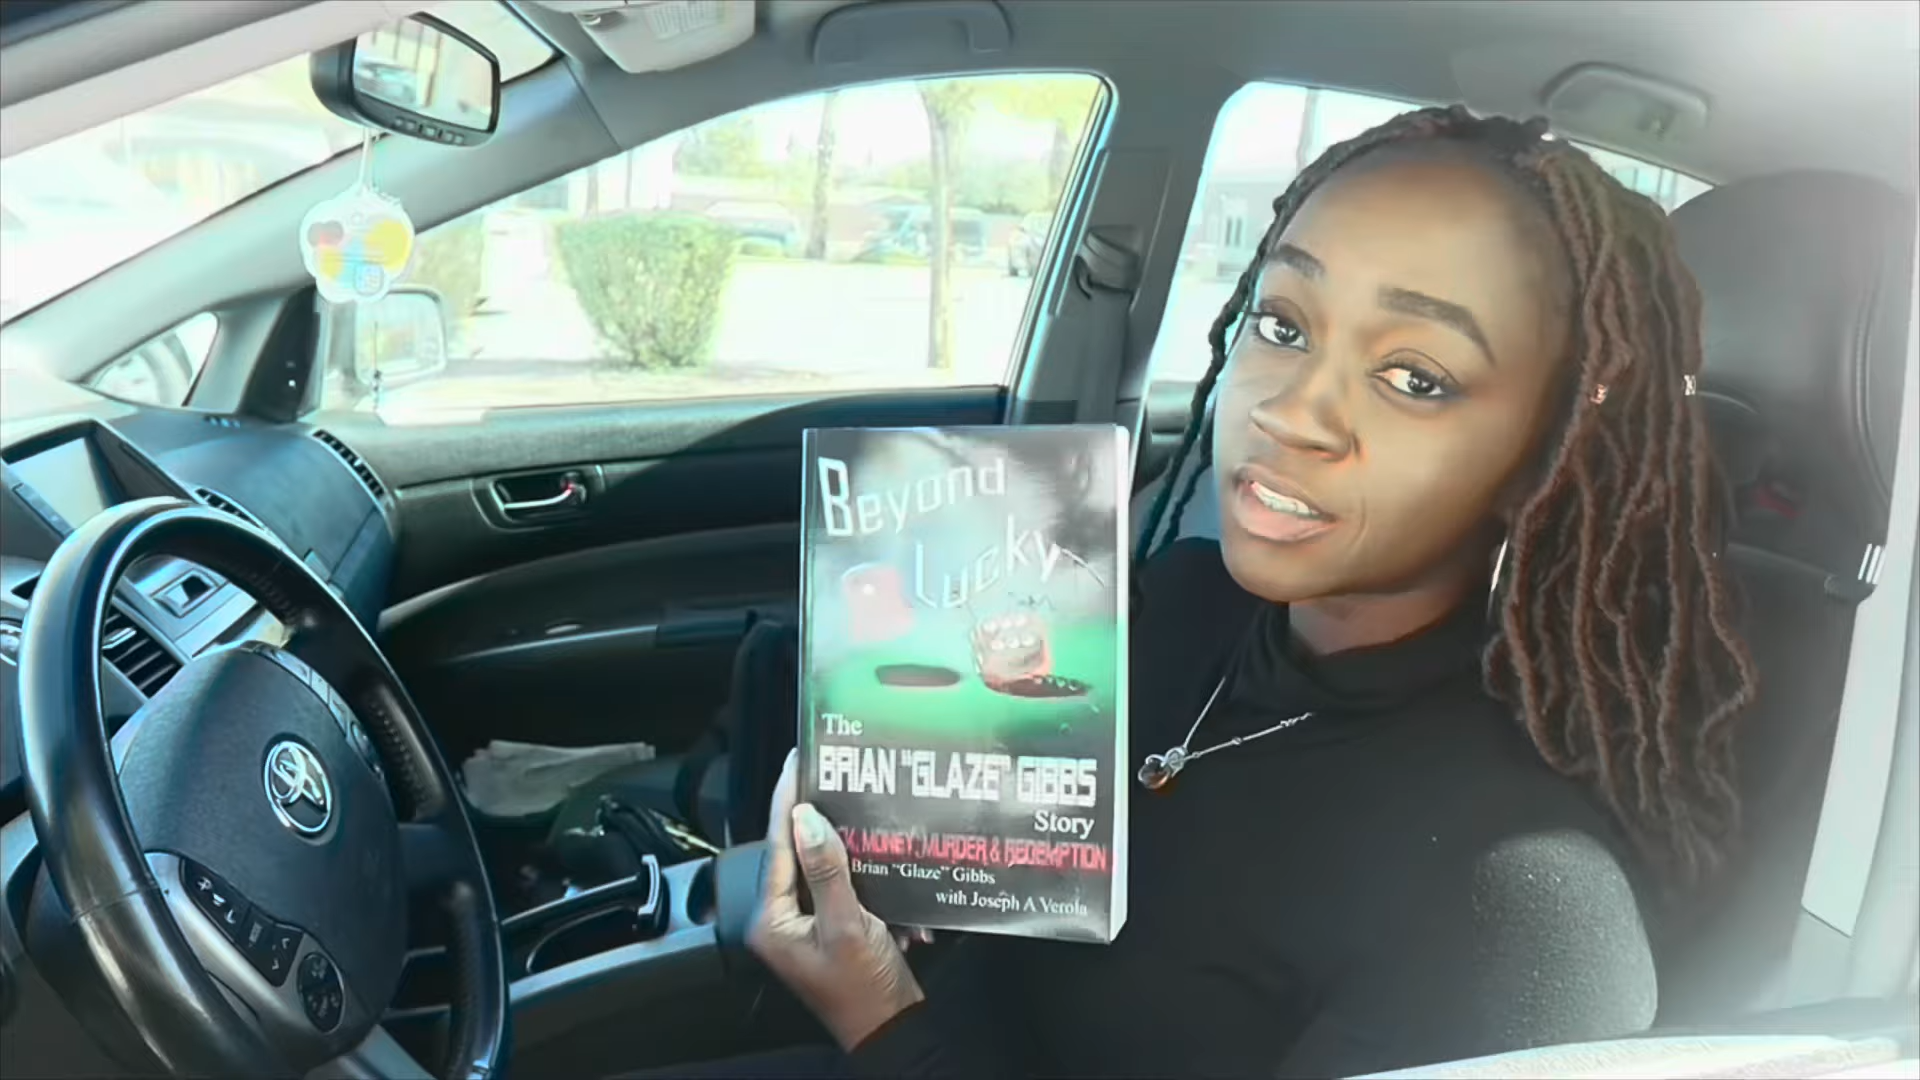 Beyond
Lucky
The
BRIAN "GLAZE" GIBBS
Story
MONEY, MURDER & REDEMPTION
Brian "Glaze" Gibbs
with Joseph A Verola